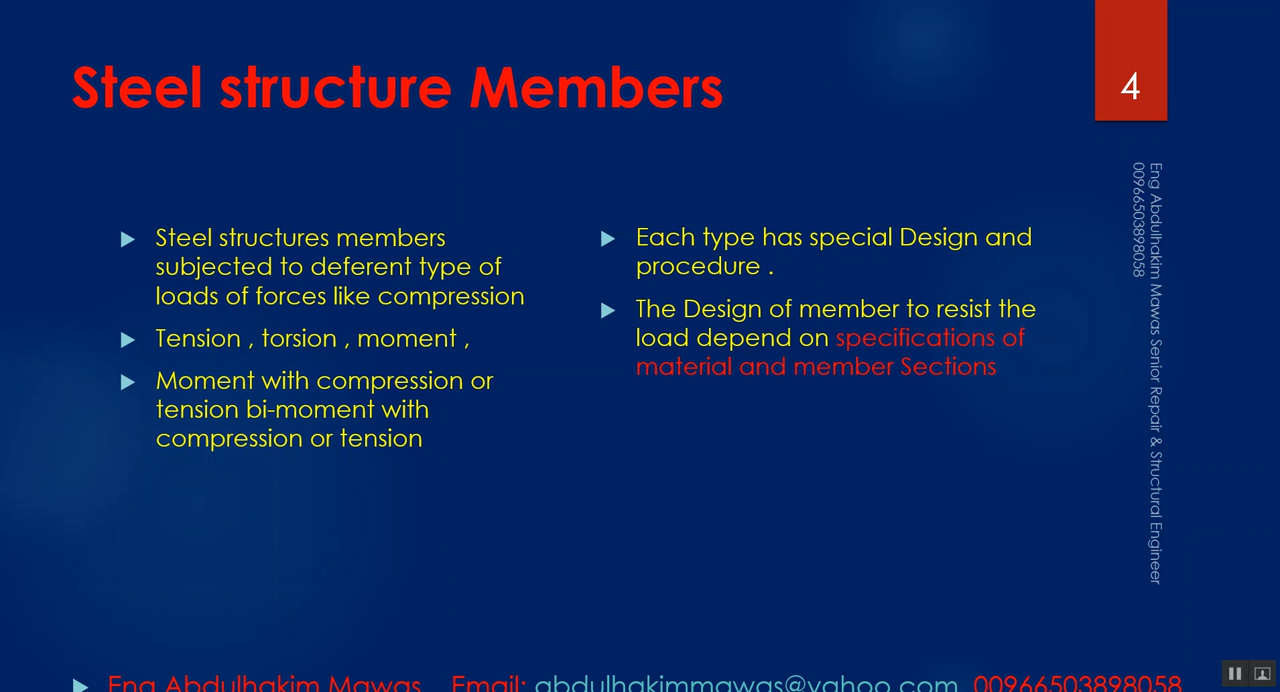 Steel structure Members
4
Steel structures members
subjected to deferent type of
loads of forces like compression
Tension , torsion , moment ,
Moment with compression or
tension bi-moment with
compression or tension
Each type has special Design and
procedure .
The Design of member to resist the
load depend on specifications of
material and member Sections
Eng Abdulhakim Mawas Senior Repair & Structural Engineer
00966503898058
Eng Abdulhakim Mawas Email: abdulhakimmawas@yahoo.com 00966503898058